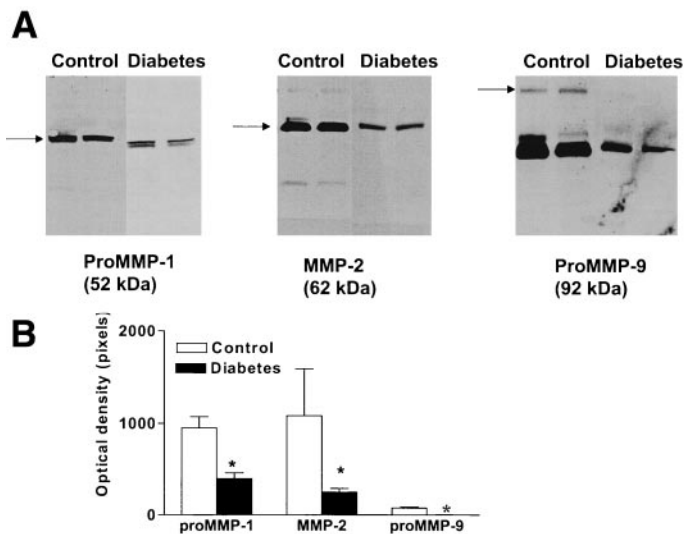 A
Control Diabetes
Control Diabetes
Control Diabetes
ProMMP-1
(52 kDa)
MMP-2
(62 kDa)
ProMMP-9
(92 kDa)
B
Optical density (pixels)
2000
1000
0
Control
Diabetes
*
*
*
proMMP-1 MMP-2 proMMP-9